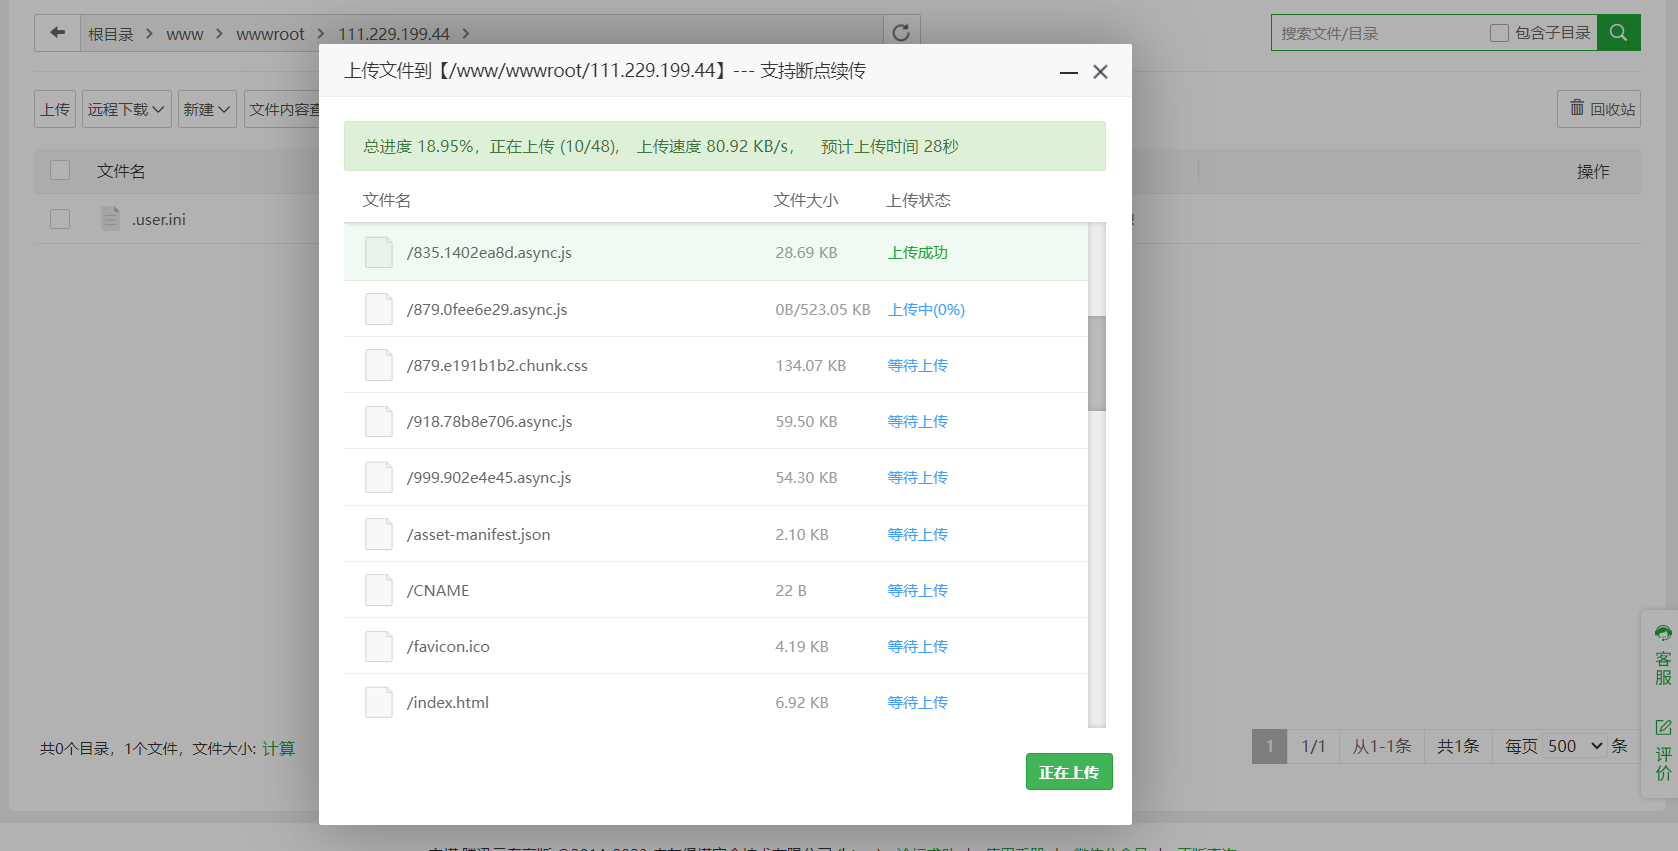 根目录 > www > wwwroot > 111.229.199.44 >
搜索文件/目录 包含子目录
上传文件到【/www/wwwroot/111.229.199.44】--- 支持断点续传
上传 远程下载 新建 文件内容查
回收站
总进度 18.95%，正在上传 (10/48)， 上传速度 80.92 KB/s， 预计上传时间 28秒
文件名
操作
文件名 文件大小 上传状态
.user.ini
!
/835.1402ea8d.async.js 28.69 KB 上传成功
/879.0fee6e29.async.js 0B/523.05 KB 上传中(0%)
/879.e191b1b2.chunk.css 134.07 KB 等待上传
/918.78b8e706.async.js 59.50 KB 等待上传
/999.902e4e45.async.js 54.30 KB 等待上传
/asset-manifest.json 2.10 KB 等待上传
/CNAME 22 B 等待上传
/favicon.ico 4.19 KB 等待上传
/index.html 6.92 KB 等待上传
正在上传
共0个目录，1个文件，文件大小: 计算
1 1/1 从1-1条 共1条 每页 500 条
客服
评价